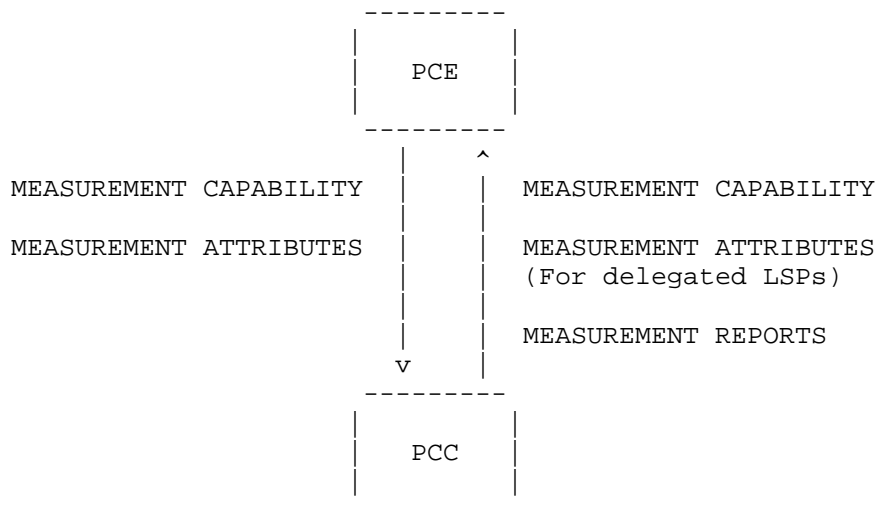 PCE
MEASUREMENT CAPABILITY MEASUREMENT CAPABILITY
MEASUREMENT ATTRIBUTES MEASUREMENT ATTRIBUTES
(For delegated LSPs)
MEASUREMENT REPORTS
PCC